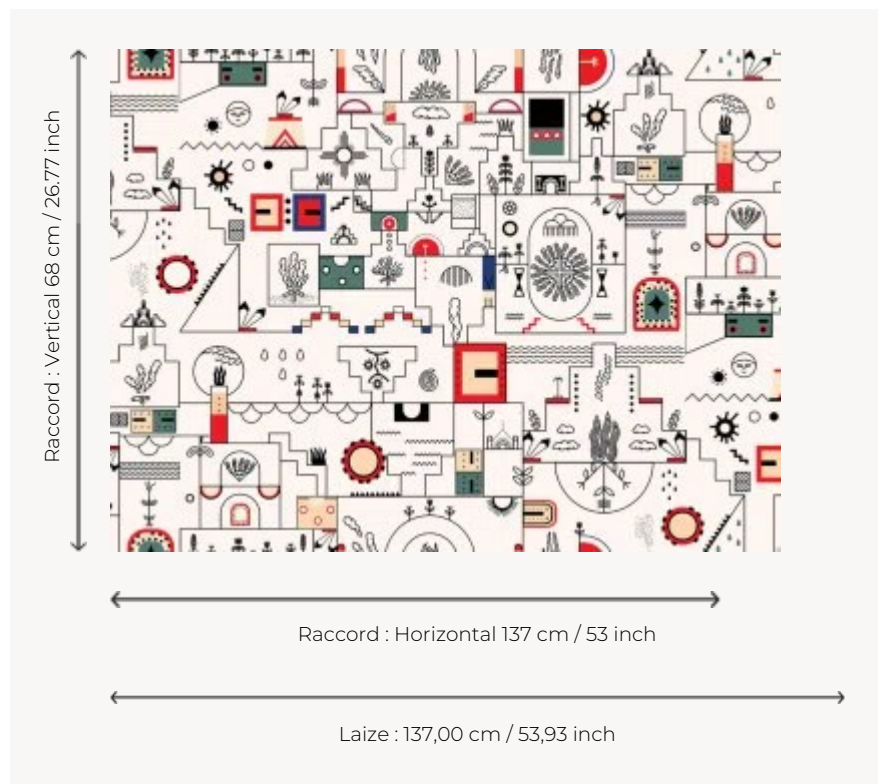 Raccord : Vertical 68 cm / 26.77 inch
Raccord : Horizontal 137 cm / 53 inch
Laize : 137,00 cm / 53,93 inch